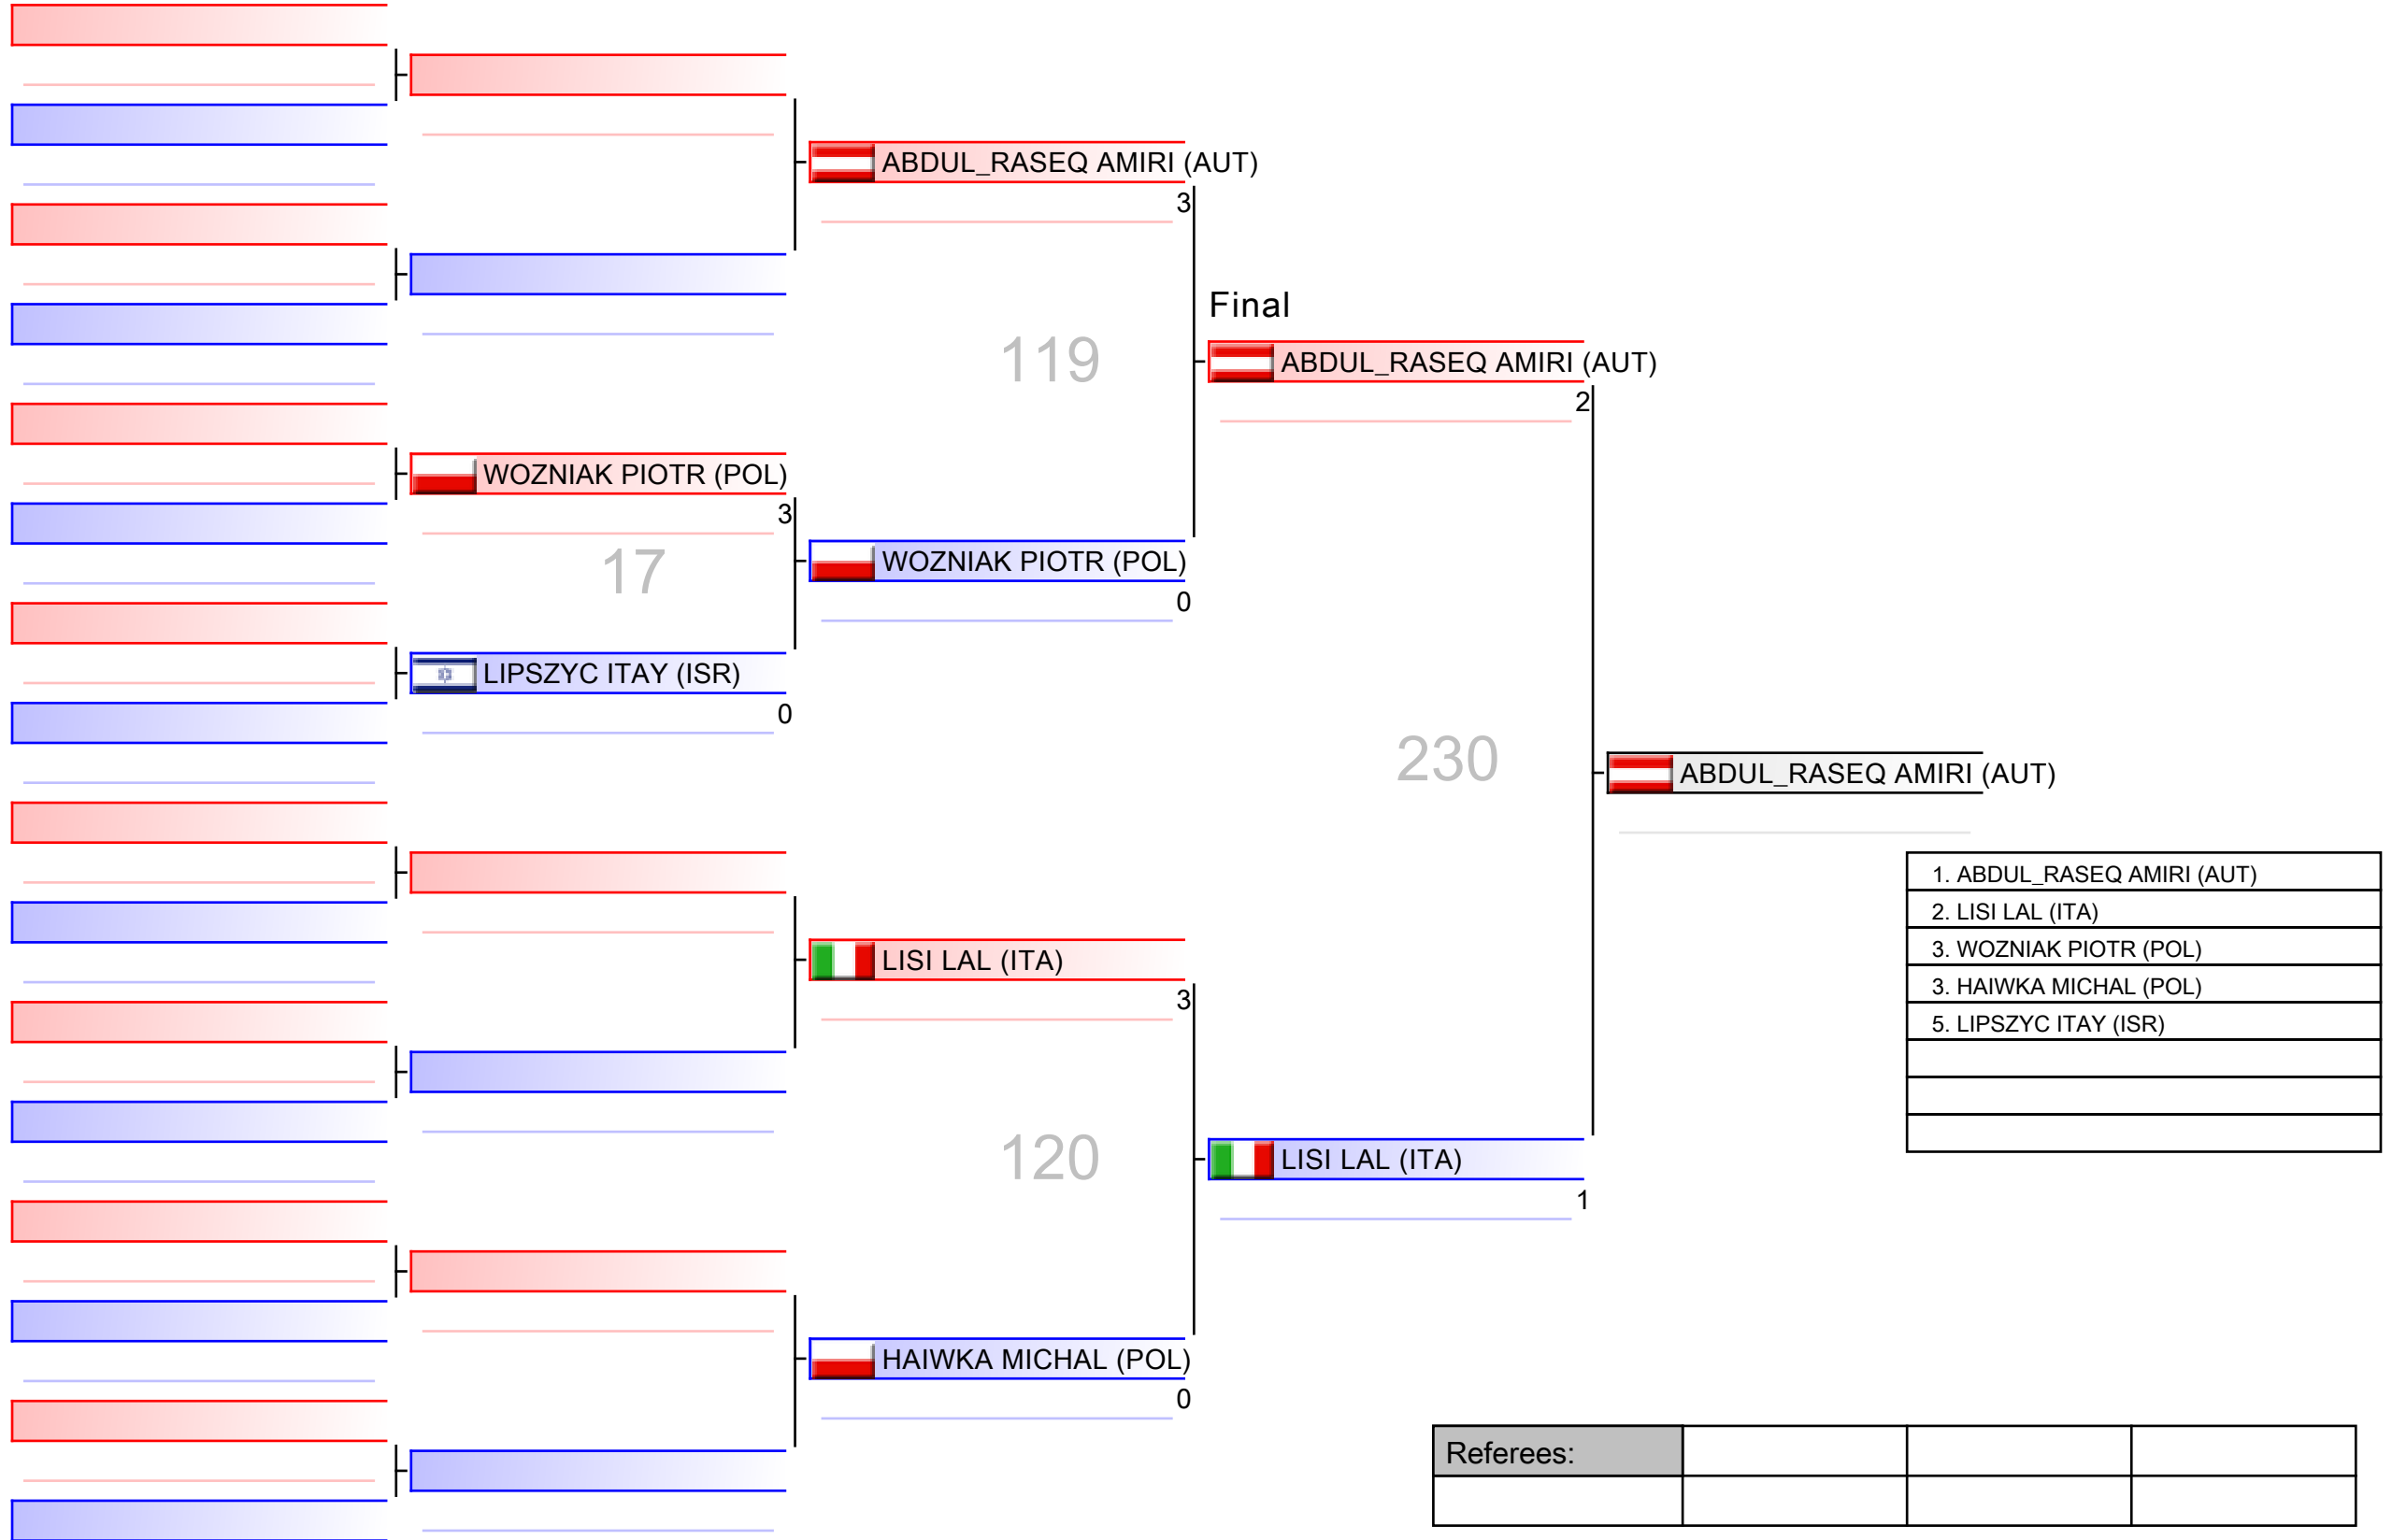 ABDUL_RASEQ AMIRI (AUT)
3
Final
119
ABDUL_RASEQ AMIRI (AUT)
2
WOZNIAK PIOTR (POL)
3
17
WOZNIAK PIOTR (POL)
0
LIPSZYC ITAY (ISR)
0
230
ABDUL_RASEQ AMIRI (AUT)
1. ABDUL_RASEQ AMIRI (AUT)
2. LISI LAL (ITA)
3. WOZNIAK PIOTR (POL)
3. HAIWKA MICHAL (POL)
5. LIPSZYC ITAY (ISR)
LISI LAL (ITA)
3
120
LISI LAL (ITA)
1
HAIWKA MICHAL (POL)
0
Referees: